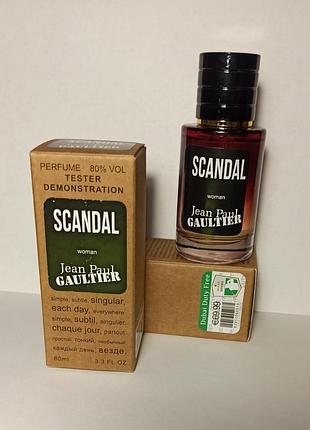 PERFUME 80% VOL
TESTER
DEMONSTRATION
SCANDAL
woman
Jean Paul
GAULTIER
simple, subtile, singular,
each day, everywhere
simple, subtil, singulier,
chaque jour, partout
простой, тонкий, необычный
каждый день, везде.
60ml 3.3 FL OZ
SCANDAL
woman
Jean Paul
GAULTIER
Dubai Duty Free
€69.99